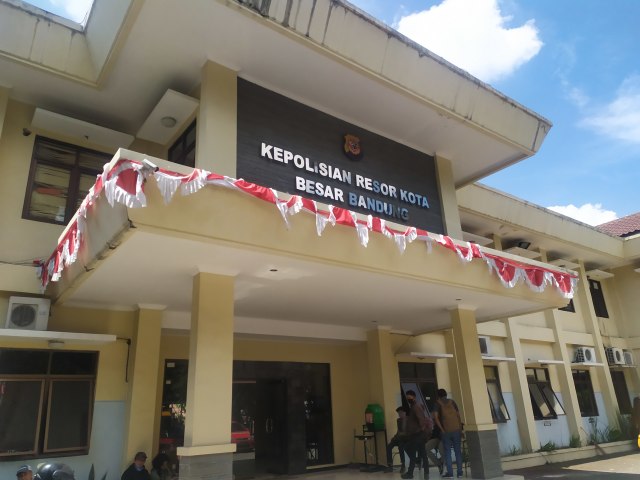 KEPOLISIAN RESOR KOTA
BESAR BANDUNG